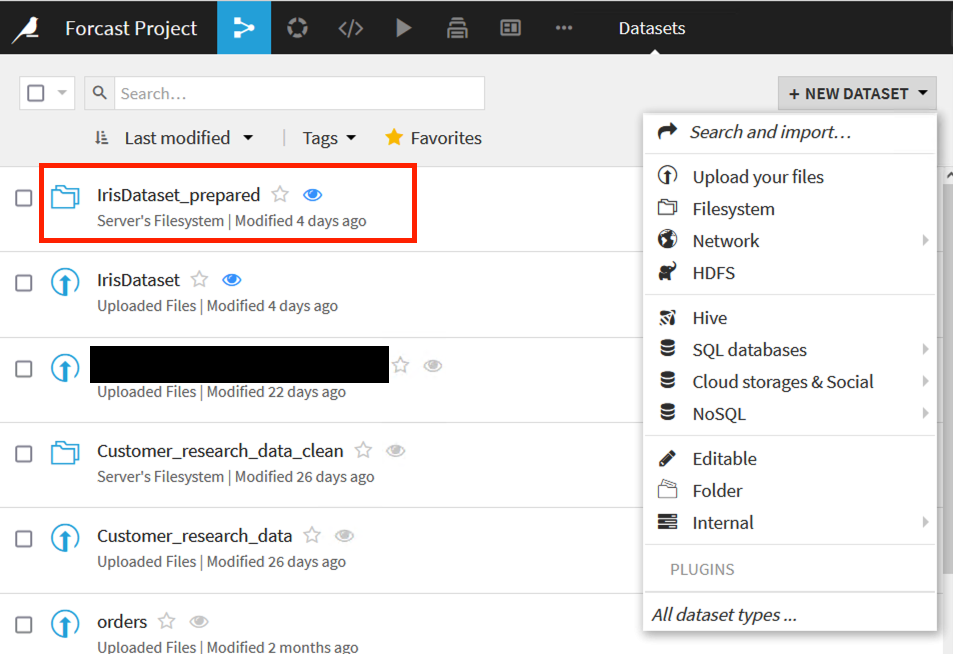 Forcast Project
Datasets
Search...
+ NEW DATASET
Last modified
Tags
Favorites
IrisDataset_prepared
Server's Filesystem | Modified 4 days ago
IrisDataset
Uploaded Files | Modified 4 days ago
Uploaded Files | Modified 22 days ago
Customer_research_data_clean
Server's Filesystem | Modified 26 days ago
Customer_research_data
Uploaded Files | Modified 26 days ago
orders
Uploaded Files | Modified 2 months ago
Search and import...
Upload your files
Filesystem
Network
HDFS
Hive
SQL databases
Cloud storages & Social
NoSQL
Editable
Folder
Internal
PLUGINS
All dataset types ...